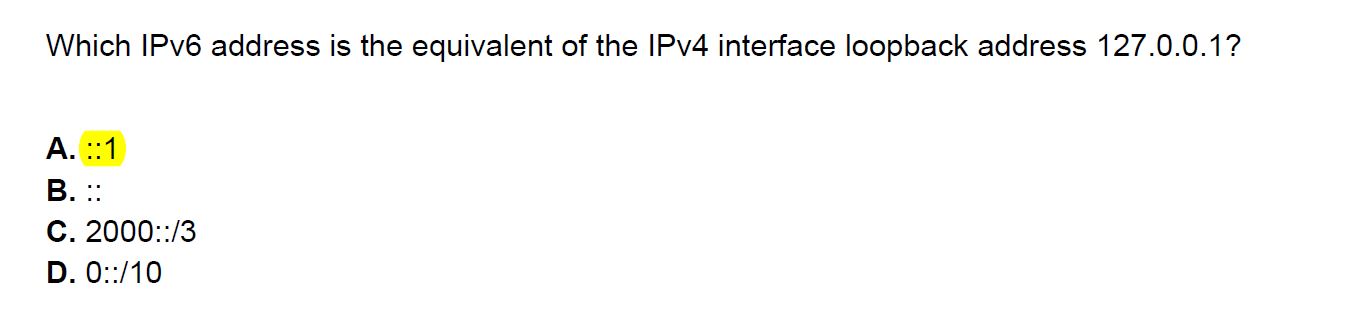 Which IPv6 address is the equivalent of the IPv4 interface loopback address 127.0.0.1?
A. ::1
B. ::
C. 2000::/3
D. 0::/10